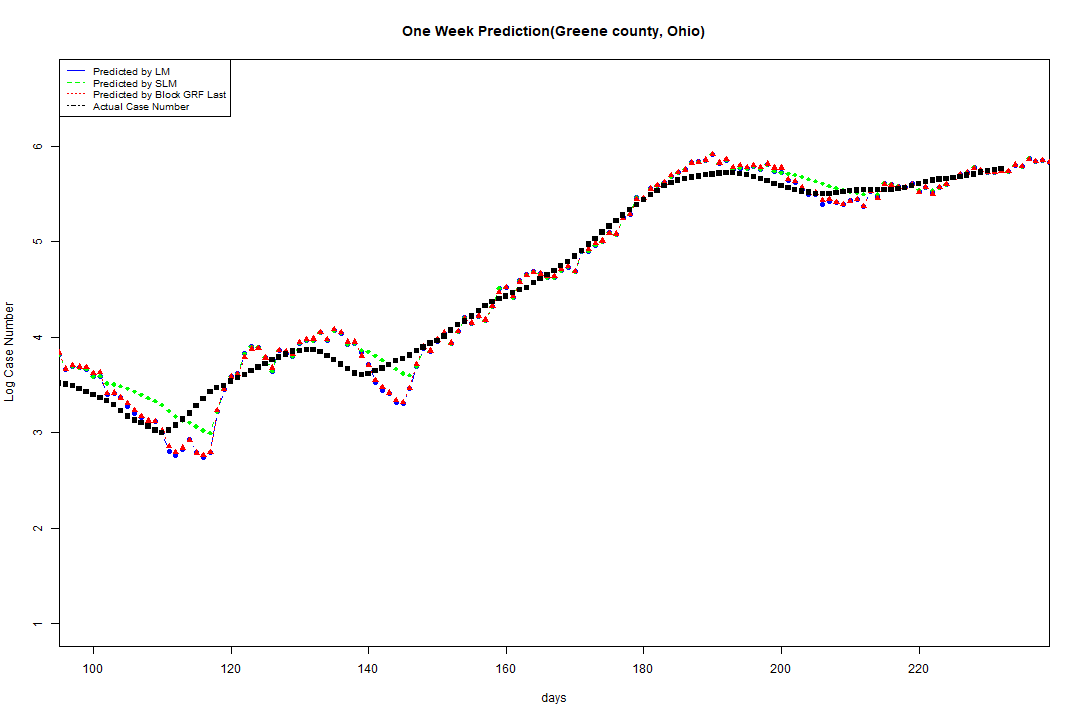 One Week Prediction(Greene county, Ohio)
Predicted by LM
Predicted by SLM
Predicted by Block GRF Last
Actual Case Number
6
5
4
3
2
1
Log Case Number
100 120 140 160 180 200 220
days